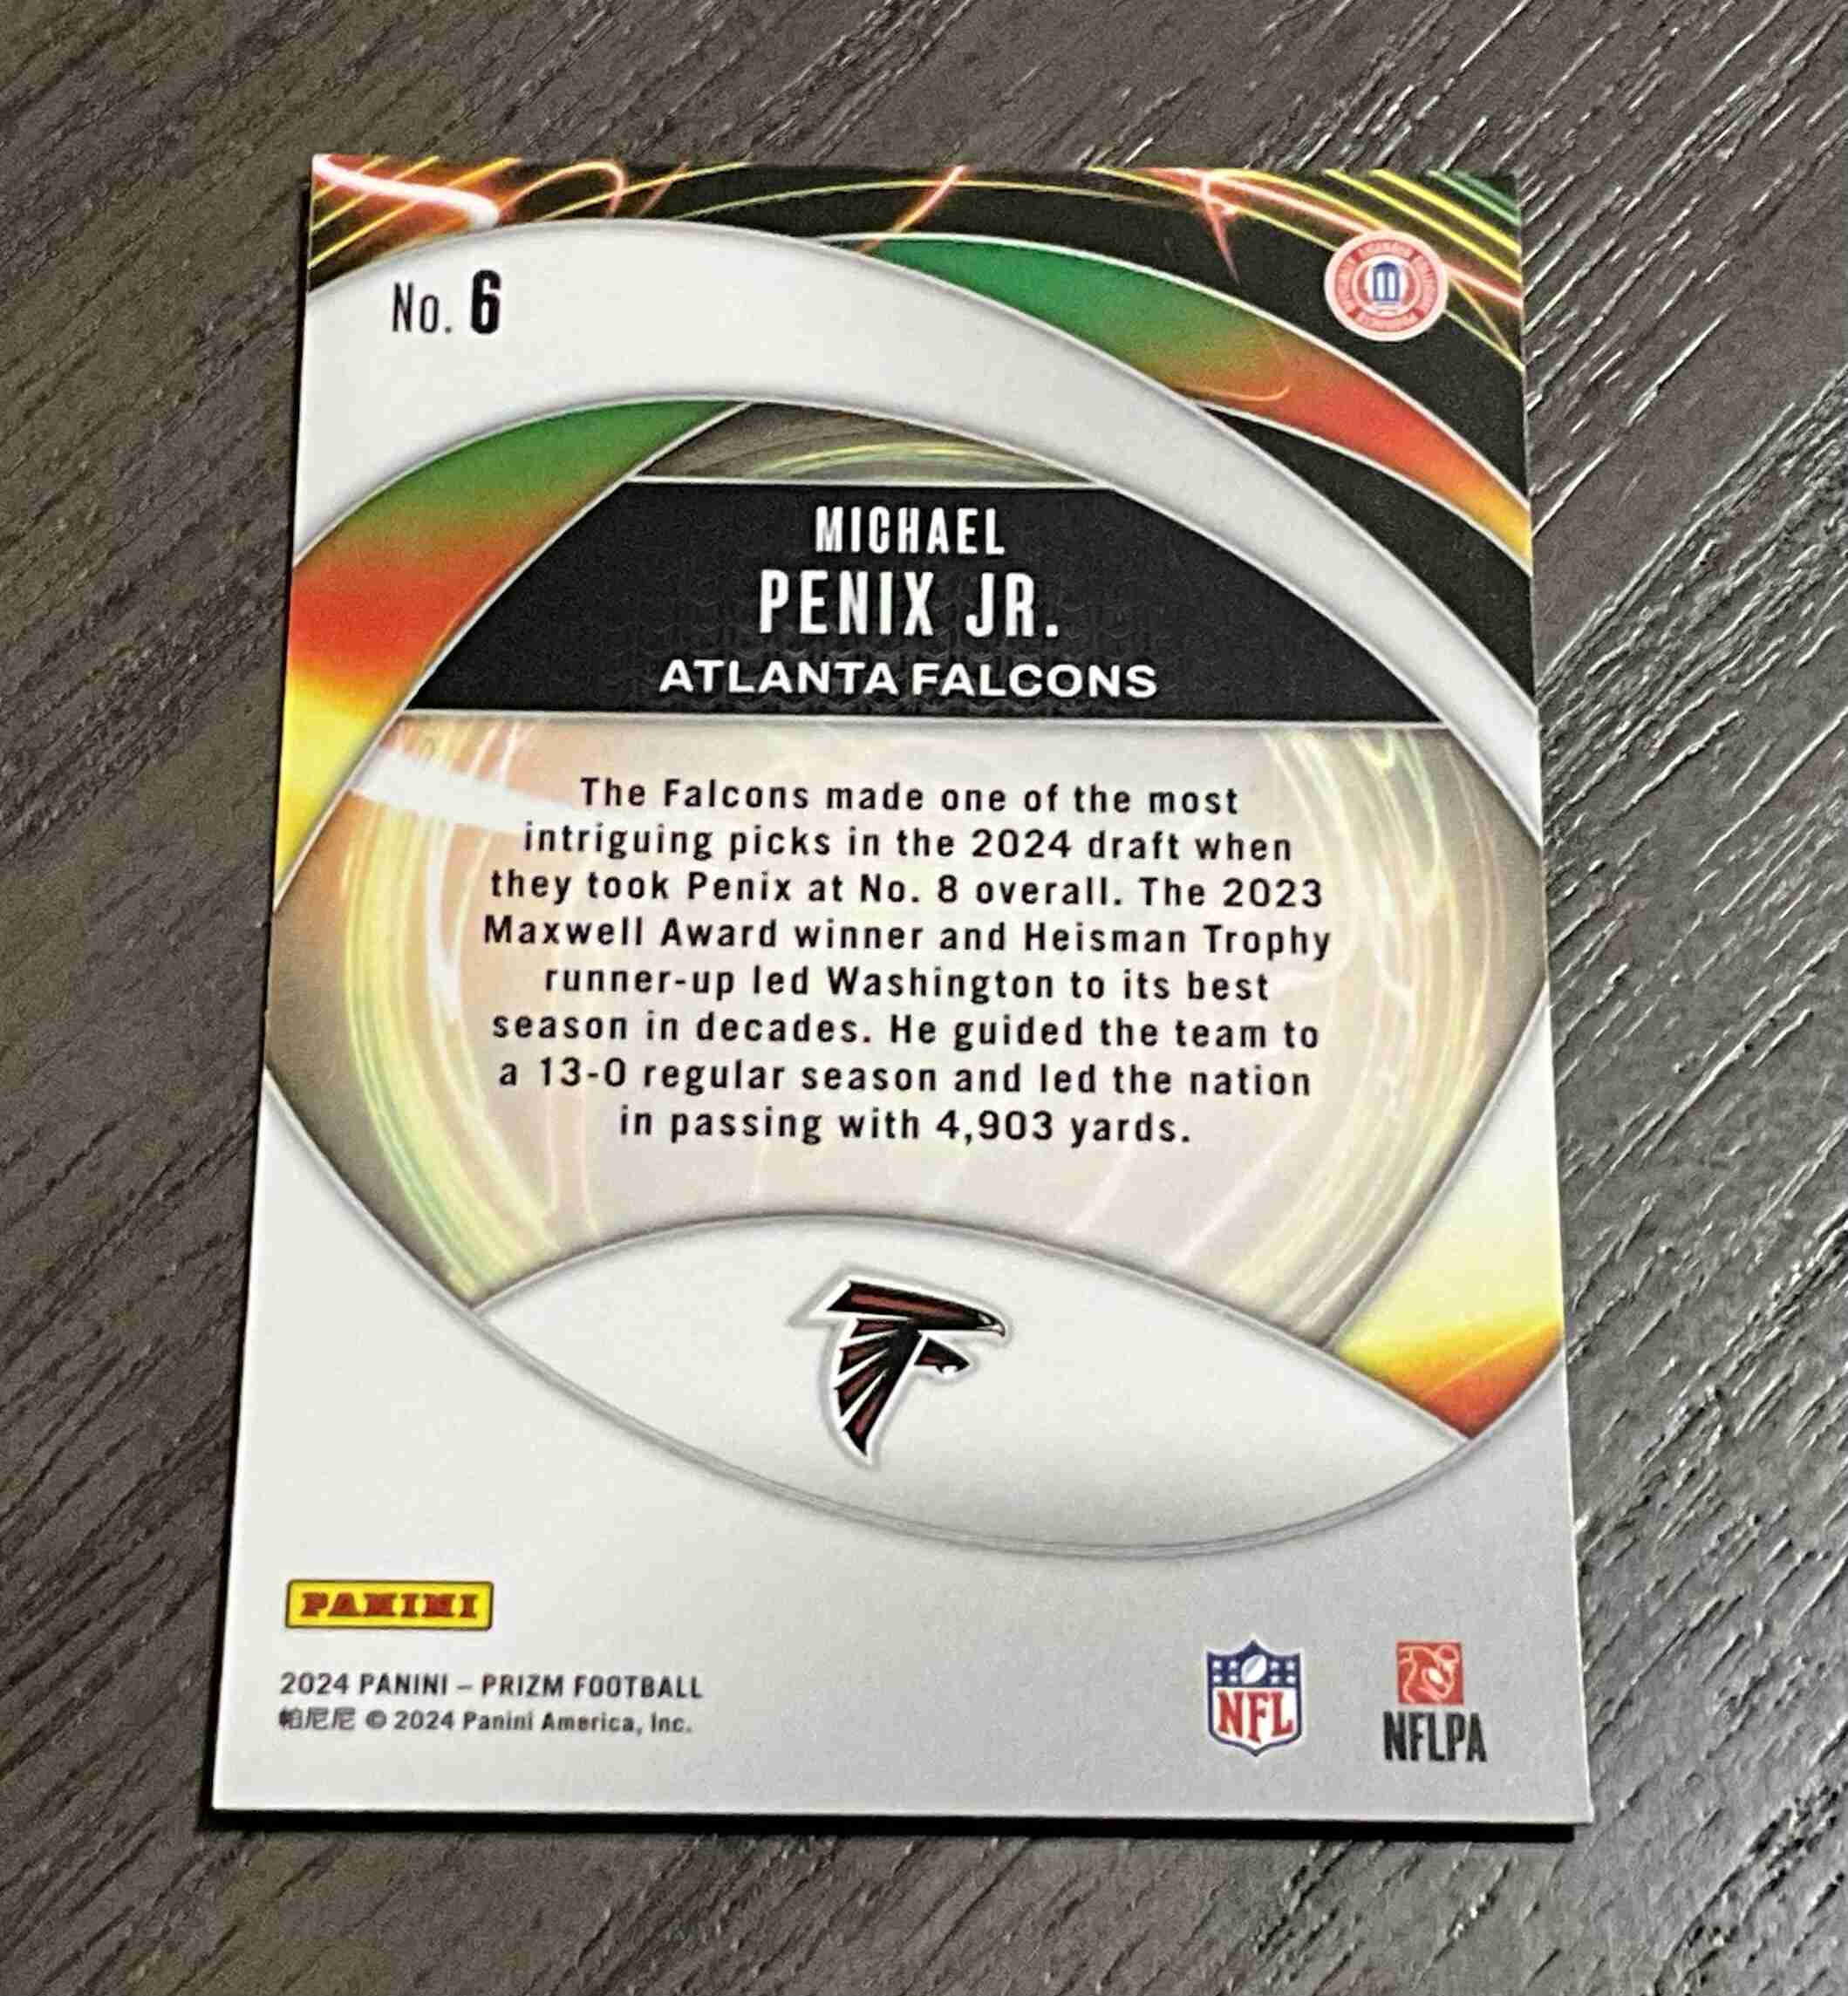 No. 6
MICHAEL
PENIX JR.
ATLANTA FALCONS
The Falcons made one of the most
intriguing picks in the 2024 draft when
they took Penix at No. 8 overall. The 2023
Maxwell Award winner and Heisman Trophy
runner-up led Washington to its best
season in decades. He guided the team to
a 13-0 regular season and led the nation
in passing with 4,903 yards.
PANINI
2024 PANINI – PRIZM FOOTBALL
帕尼尼 © 2024 Panini America, Inc.
NFL
NFLPA